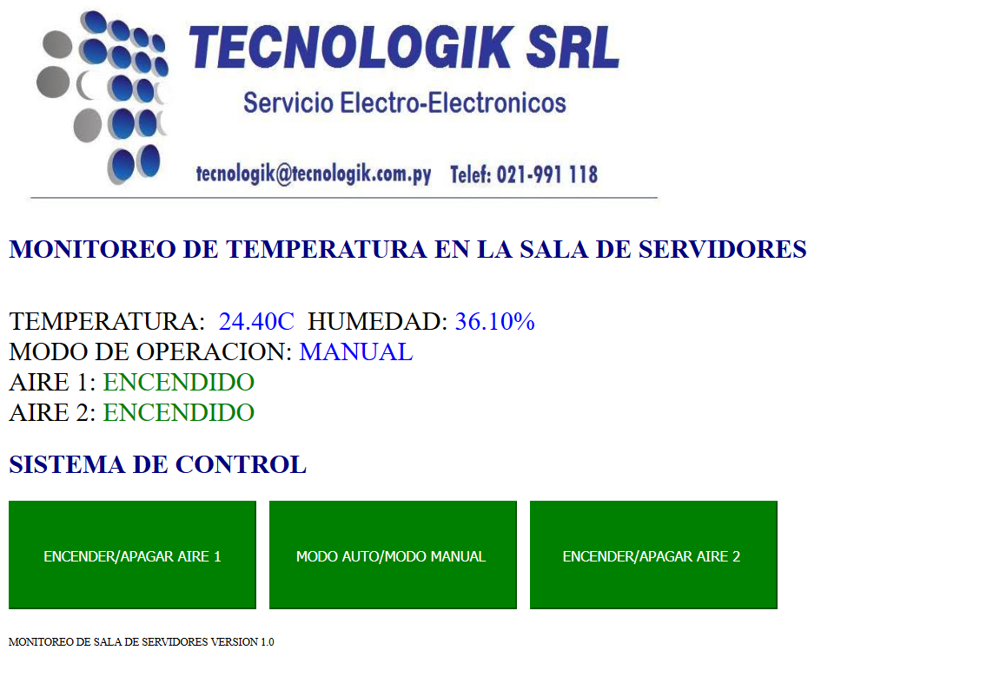 TECNOLOGIK SRL
Servicio Electro-Electronicos
tecnologik@tecnologik.com.py Telef: 021-991 118
MONITOREO DE TEMPERATURA EN LA SALA DE SERVIDORES
TEMPERATURA: 24.40C HUMEDAD: 36.10%
MODO DE OPERACION: MANUAL
AIRE 1: ENCENDIDO
AIRE 2: ENCENDIDO
SISTEMA DE CONTROL
ENCENDER/APAGAR AIRE 1 MODO AUTO/MODO MANUAL ENCENDER/APAGAR AIRE 2
MONITOREO DE SALA DE SERVIDORES VERSION 1.0